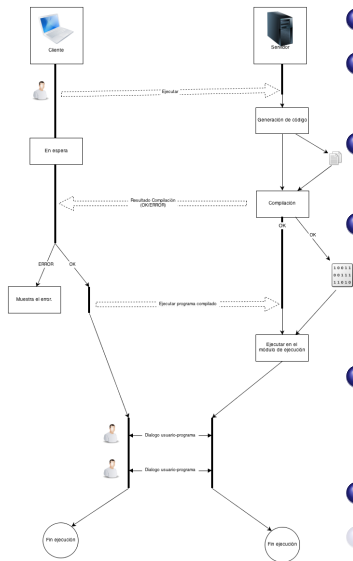 Cliente
Servidor
Ejecutar
Generación de código
En espera
Resultado Compilación
(OK/ERROR)
Compilación
OK
OK
ERROR
OK
10011
00111
11010
Muestra el error.
Ejecutar programa compilado
Ejecutar en el
módulo de ejecución
Dialogo usuario-programa
Dialogo usuario-programa
Fin ejecución
Fin ejecución